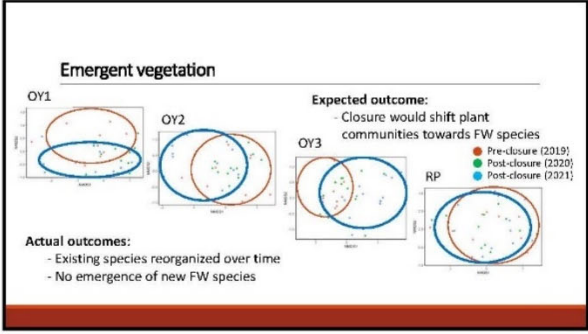 Emergent vegetation
OY1
OY2
OY3
RP
Expected outcome:
- Closure would shift plant
communities towards FW species
Pre-closure (2019)
Post-closure (2020)
Post-closure (2021)
Actual outcomes:
- Existing species reorganized over time
- No emergence of new FW species